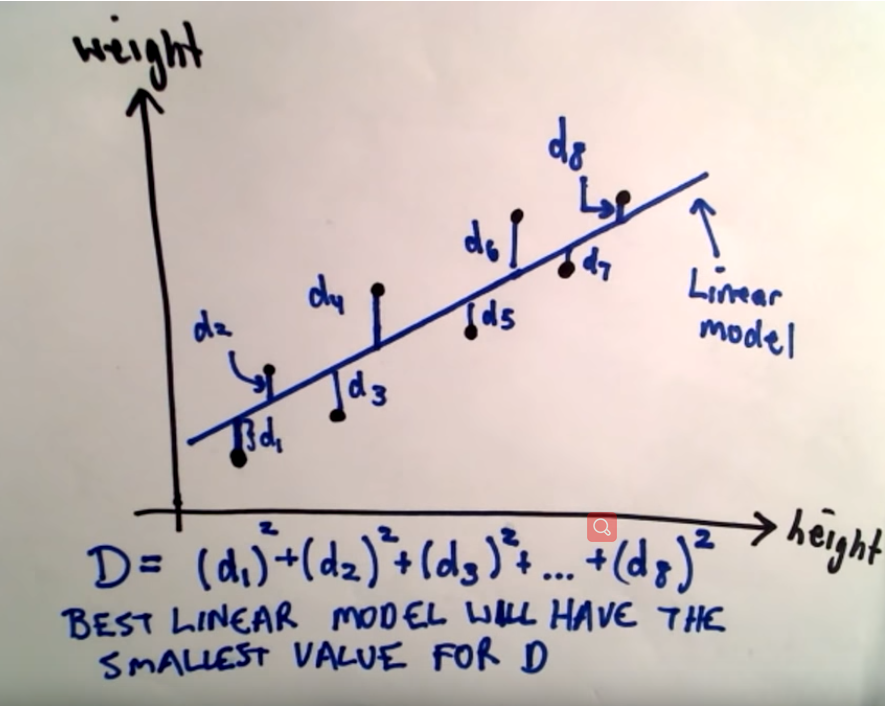 weight
d8
d6
d7
d4
Linear
model
d5
d2
d3
d1
height
D = (d1)² + (d2)² + (d3)² + ... + (d8)²
BEST LINEAR MODEL WILL HAVE THE
SMALLEST VALUE FOR D